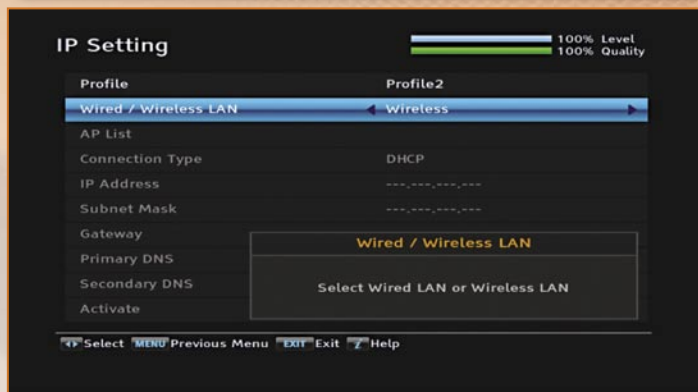 IP Setting
100% Level
100% Quality
Profile Profile2
Wired / Wireless LAN Wireless
AP List
Connection Type DHCP
IP Address ---.---.---.---
Subnet Mask ---.---.---.---
Gateway
Primary DNS
Secondary DNS
Activate
Wired / Wireless LAN
Select Wired LAN or Wireless LAN
Select MENU Previous Menu EXIT Exit i Help